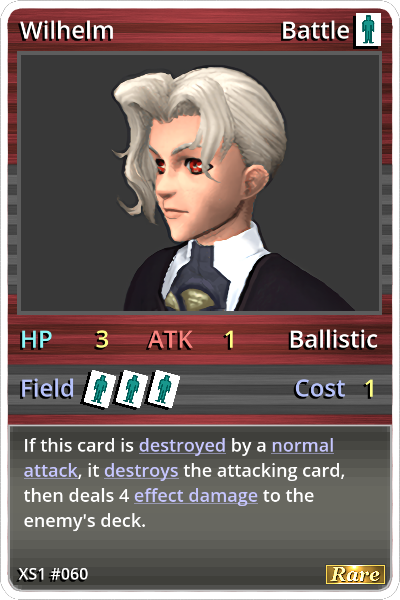 Wilhelm Battle
HP 3 ATK 1 Ballistic
Field Cost 1
If this card is destroyed by a normal
attack, it destroys the attacking card,
then deals 4 effect damage to the
enemy's deck.
XS1 #060 Rare